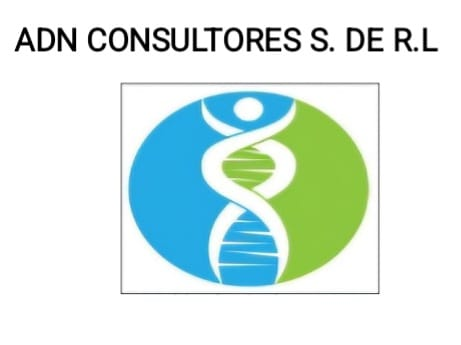 ADN CONSULTORES S. DE R.L